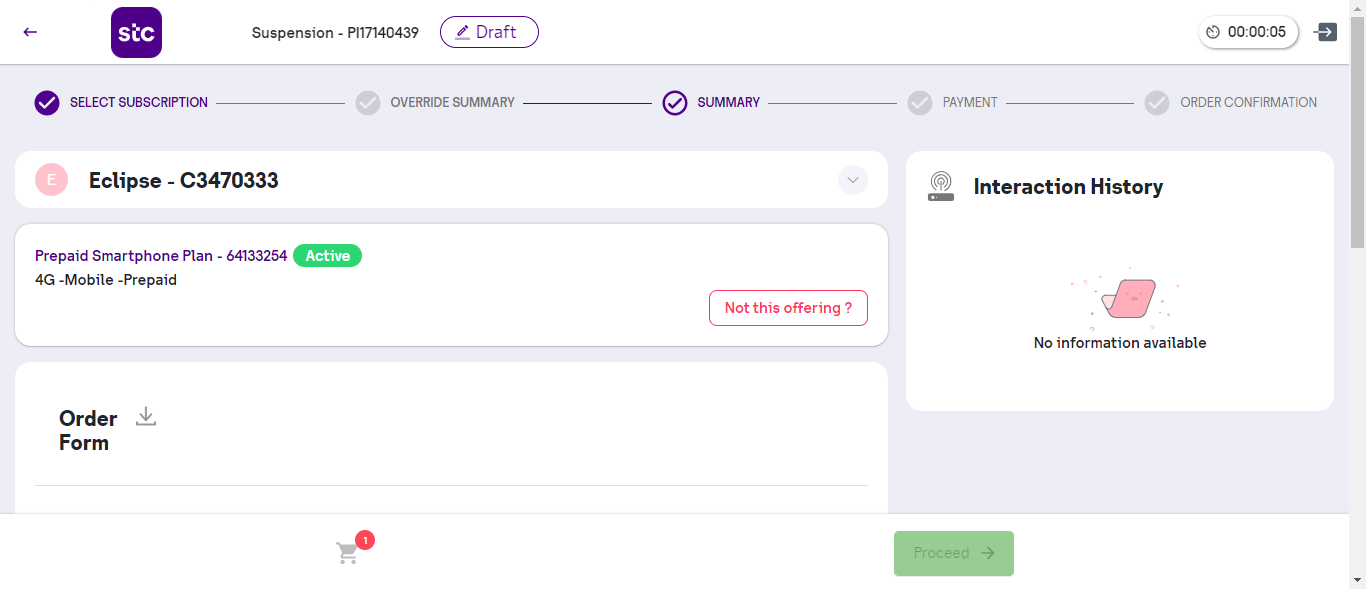 stc
Suspension - PI17140439
Draft
00:00:05
SELECT SUBSCRIPTION
OVERRIDE SUMMARY
SUMMARY
PAYMENT
ORDER CONFIRMATION
E
Eclipse - C3470333
Interaction History
Prepaid Smartphone Plan - 64133254 Active
4G -Mobile -Prepaid
Not this offering ?
No information available
Order
Form
1
Proceed